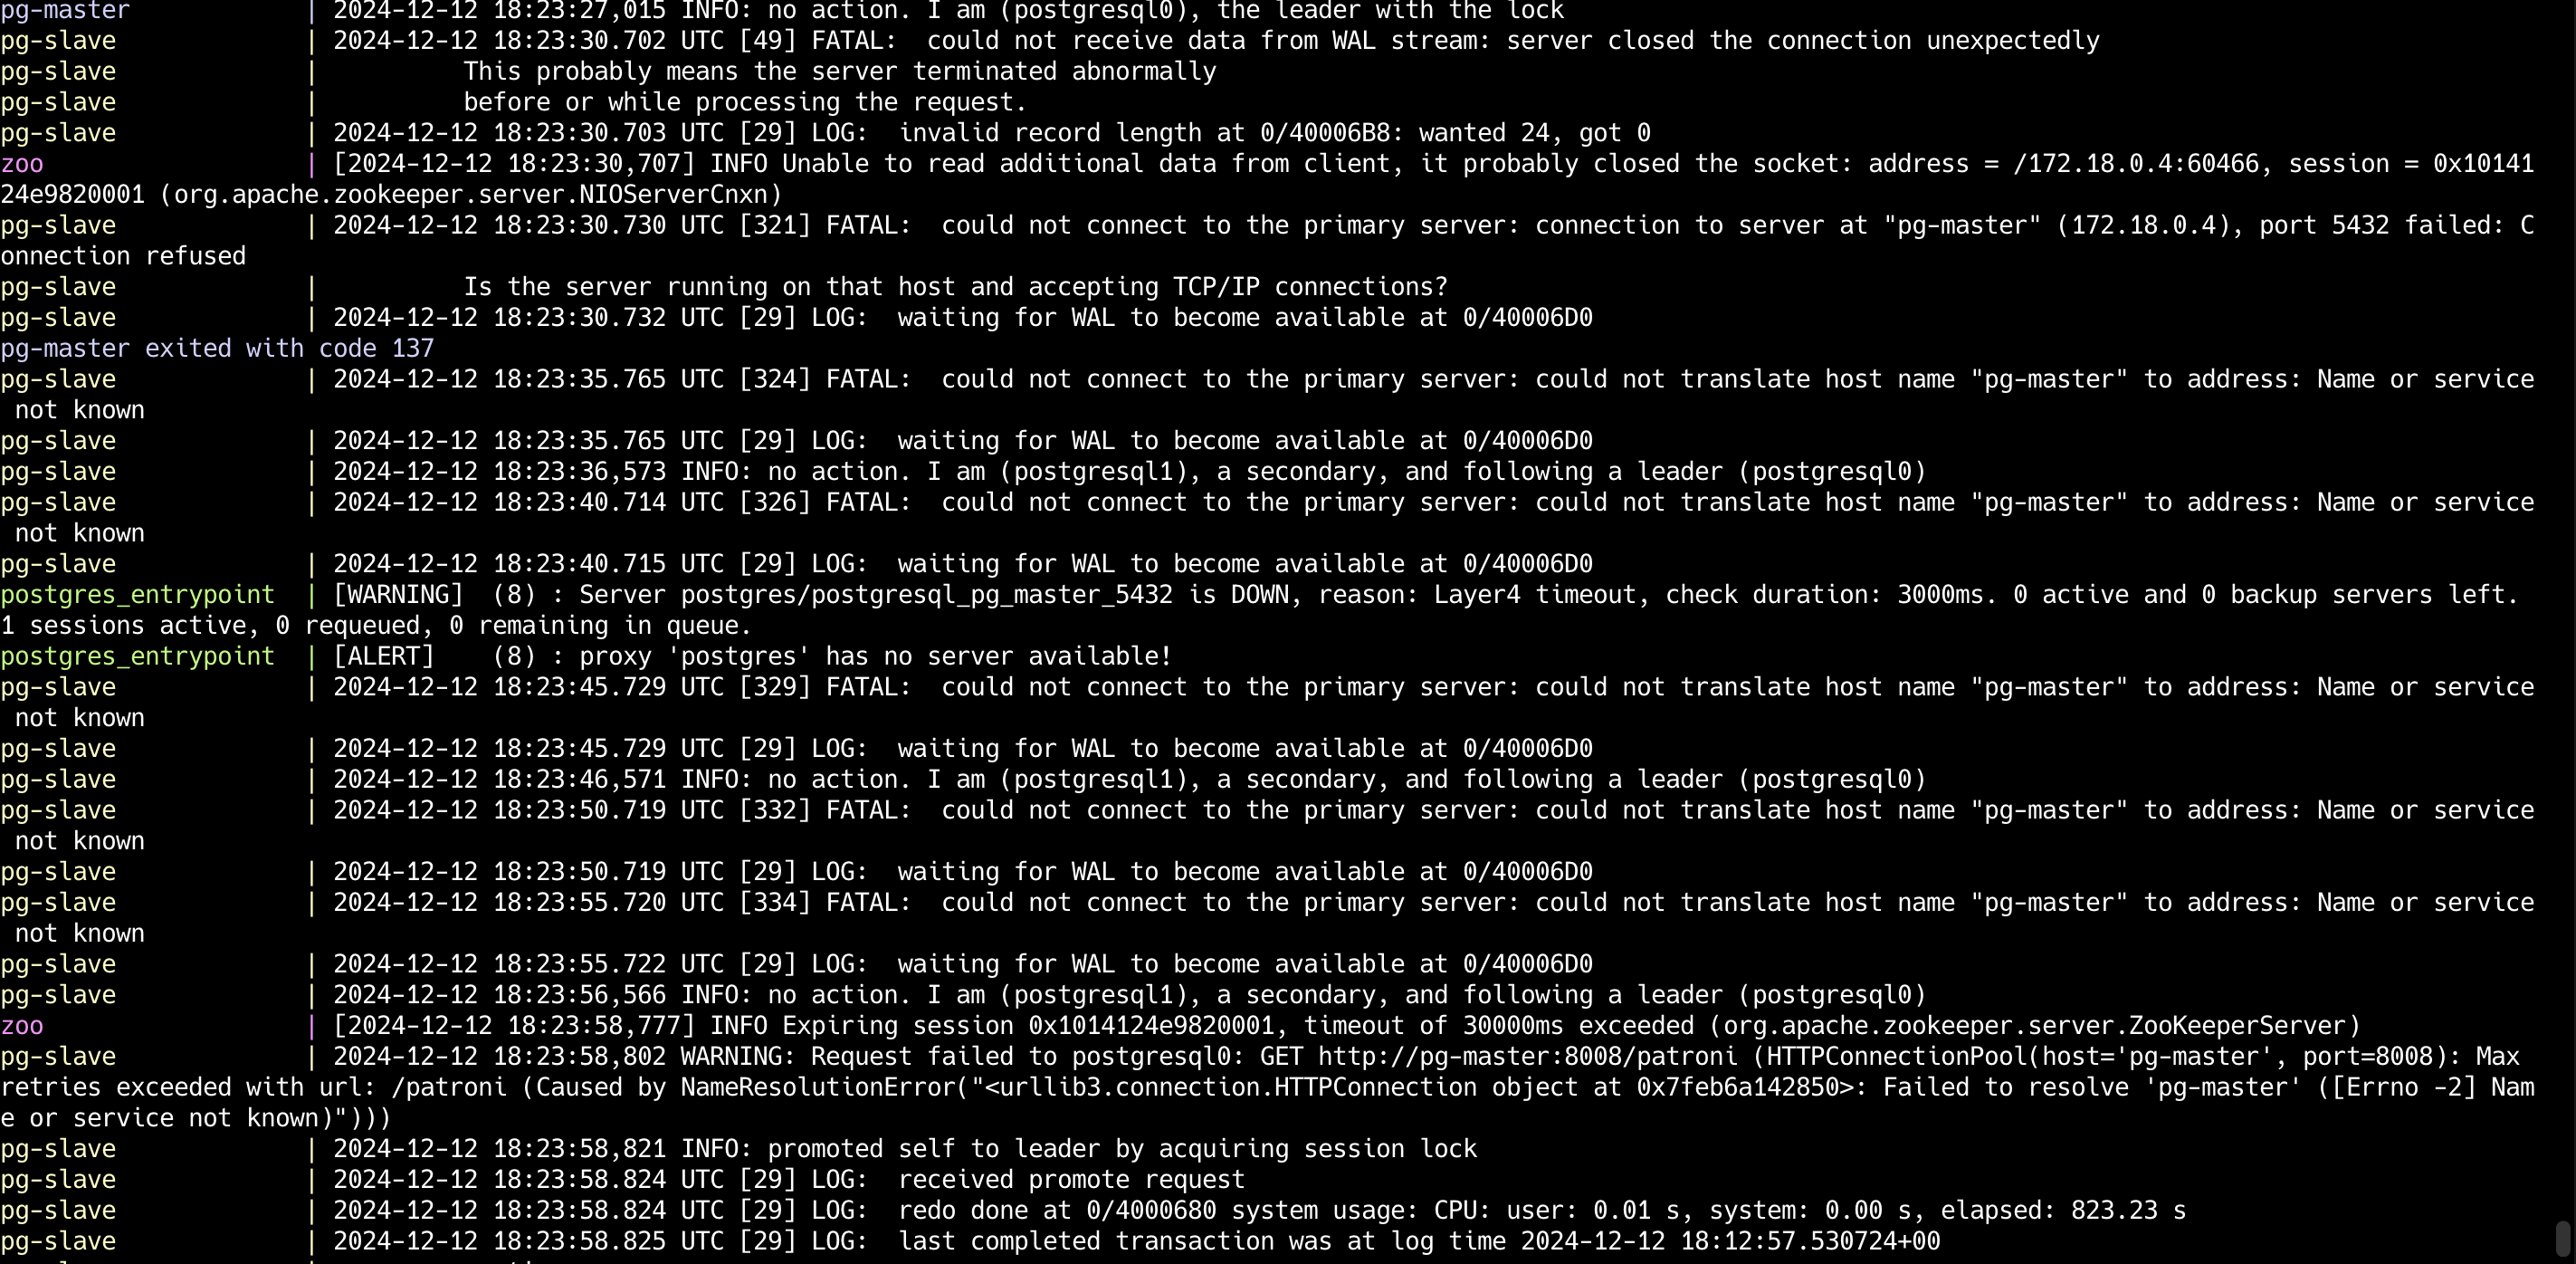 pg-master            | 2024-12-12 18:23:27,015 INFO: no action. I am (postgresql0), the leader with the lock
pg-slave             | 2024-12-12 18:23:30.702 UTC [49] FATAL:  could not receive data from WAL stream: server closed the connection unexpectedly
pg-slave             |          This probably means the server terminated abnormally
pg-slave             |          before or while processing the request.
pg-slave             | 2024-12-12 18:23:30.703 UTC [29] LOG:  invalid record length at 0/40006B8: wanted 24, got 0
zoo                  | [2024-12-12 18:23:30,707] INFO Unable to read additional data from client, it probably closed the socket: address = /172.18.0.4:60466, session = 0x10141
24e9820001 (org.apache.zookeeper.server.NIOServerCnxn)
pg-slave             | 2024-12-12 18:23:30.730 UTC [321] FATAL:  could not connect to the primary server: connection to server at "pg-master" (172.18.0.4), port 5432 failed: C
onnection refused
pg-slave             |          Is the server running on that host and accepting TCP/IP connections?
pg-slave             | 2024-12-12 18:23:30.732 UTC [29] LOG:  waiting for WAL to become available at 0/40006D0
pg-master exited with code 137
pg-slave             | 2024-12-12 18:23:35.765 UTC [324] FATAL:  could not connect to the primary server: could not translate host name "pg-master" to address: Name or service
 not known
pg-slave             | 2024-12-12 18:23:35.765 UTC [29] LOG:  waiting for WAL to become available at 0/40006D0
pg-slave             | 2024-12-12 18:23:36,573 INFO: no action. I am (postgresql1), a secondary, and following a leader (postgresql0)
pg-slave             | 2024-12-12 18:23:40.714 UTC [326] FATAL:  could not connect to the primary server: could not translate host name "pg-master" to address: Name or service
 not known
pg-slave             | 2024-12-12 18:23:40.715 UTC [29] LOG:  waiting for WAL to become available at 0/40006D0
postgres_entrypoint  | [WARNING]  (8) : Server postgres/postgresql_pg_master_5432 is DOWN, reason: Layer4 timeout, check duration: 3000ms. 0 active and 0 backup servers left.
1 sessions active, 0 requeued, 0 remaining in queue.
postgres_entrypoint  | [ALERT]    (8) : proxy 'postgres' has no server available!
pg-slave             | 2024-12-12 18:23:45.729 UTC [329] FATAL:  could not connect to the primary server: could not translate host name "pg-master" to address: Name or service
 not known
pg-slave             | 2024-12-12 18:23:45.729 UTC [29] LOG:  waiting for WAL to become available at 0/40006D0
pg-slave             | 2024-12-12 18:23:46,571 INFO: no action. I am (postgresql1), a secondary, and following a leader (postgresql0)
pg-slave             | 2024-12-12 18:23:50.719 UTC [332] FATAL:  could not connect to the primary server: could not translate host name "pg-master" to address: Name or service
 not known
pg-slave             | 2024-12-12 18:23:50.719 UTC [29] LOG:  waiting for WAL to become available at 0/40006D0
pg-slave             | 2024-12-12 18:23:55.720 UTC [334] FATAL:  could not connect to the primary server: could not translate host name "pg-master" to address: Name or service
 not known
pg-slave             | 2024-12-12 18:23:55.722 UTC [29] LOG:  waiting for WAL to become available at 0/40006D0
pg-slave             | 2024-12-12 18:23:56,566 INFO: no action. I am (postgresql1), a secondary, and following a leader (postgresql0)
zoo                  | [2024-12-12 18:23:58,777] INFO Expiring session 0x1014124e9820001, timeout of 30000ms exceeded (org.apache.zookeeper.server.ZooKeeperServer)
pg-slave             | 2024-12-12 18:23:58,802 WARNING: Request failed to postgresql0: GET http://pg-master:8008/patroni (HTTPConnectionPool(host='pg-master', port=8008): Max
retries exceeded with url: /patroni (Caused by NameResolutionError("<urllib3.connection.HTTPConnection object at 0x7feb6a142850>: Failed to resolve 'pg-master' ([Errno -2] Nam
e or service not known)")))
pg-slave             | 2024-12-12 18:23:58,821 INFO: promoted self to leader by acquiring session lock
pg-slave             | 2024-12-12 18:23:58.824 UTC [29] LOG:  received promote request
pg-slave             | 2024-12-12 18:23:58.824 UTC [29] LOG:  redo done at 0/4000680 system usage: CPU: user: 0.01 s, system: 0.00 s, elapsed: 823.23 s
pg-slave             | 2024-12-12 18:23:58.825 UTC [29] LOG:  last completed transaction was at log time 2024-12-12 18:12:57.530724+00